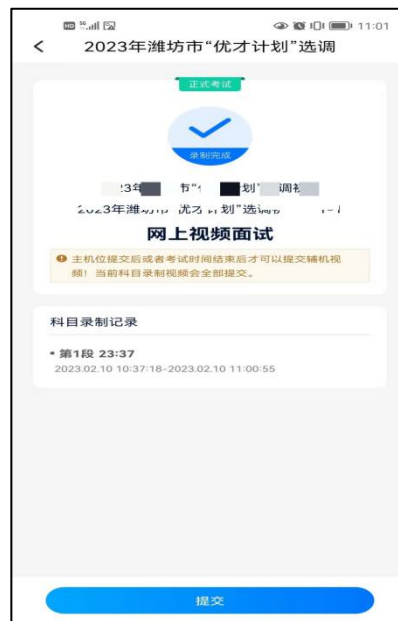 HD 5G 11:01
2023年潍坊市“优才计划”选调
正式考试
录制完成
网上视频面试
主机位提交后或者考试时间结束后才可以提交辅机视
频！当前科目录制视频会全部提交。
科目录制记录
• 第1段 23:37
2023.02.10 10:37:18-2023.02.10 11:00:55
提交